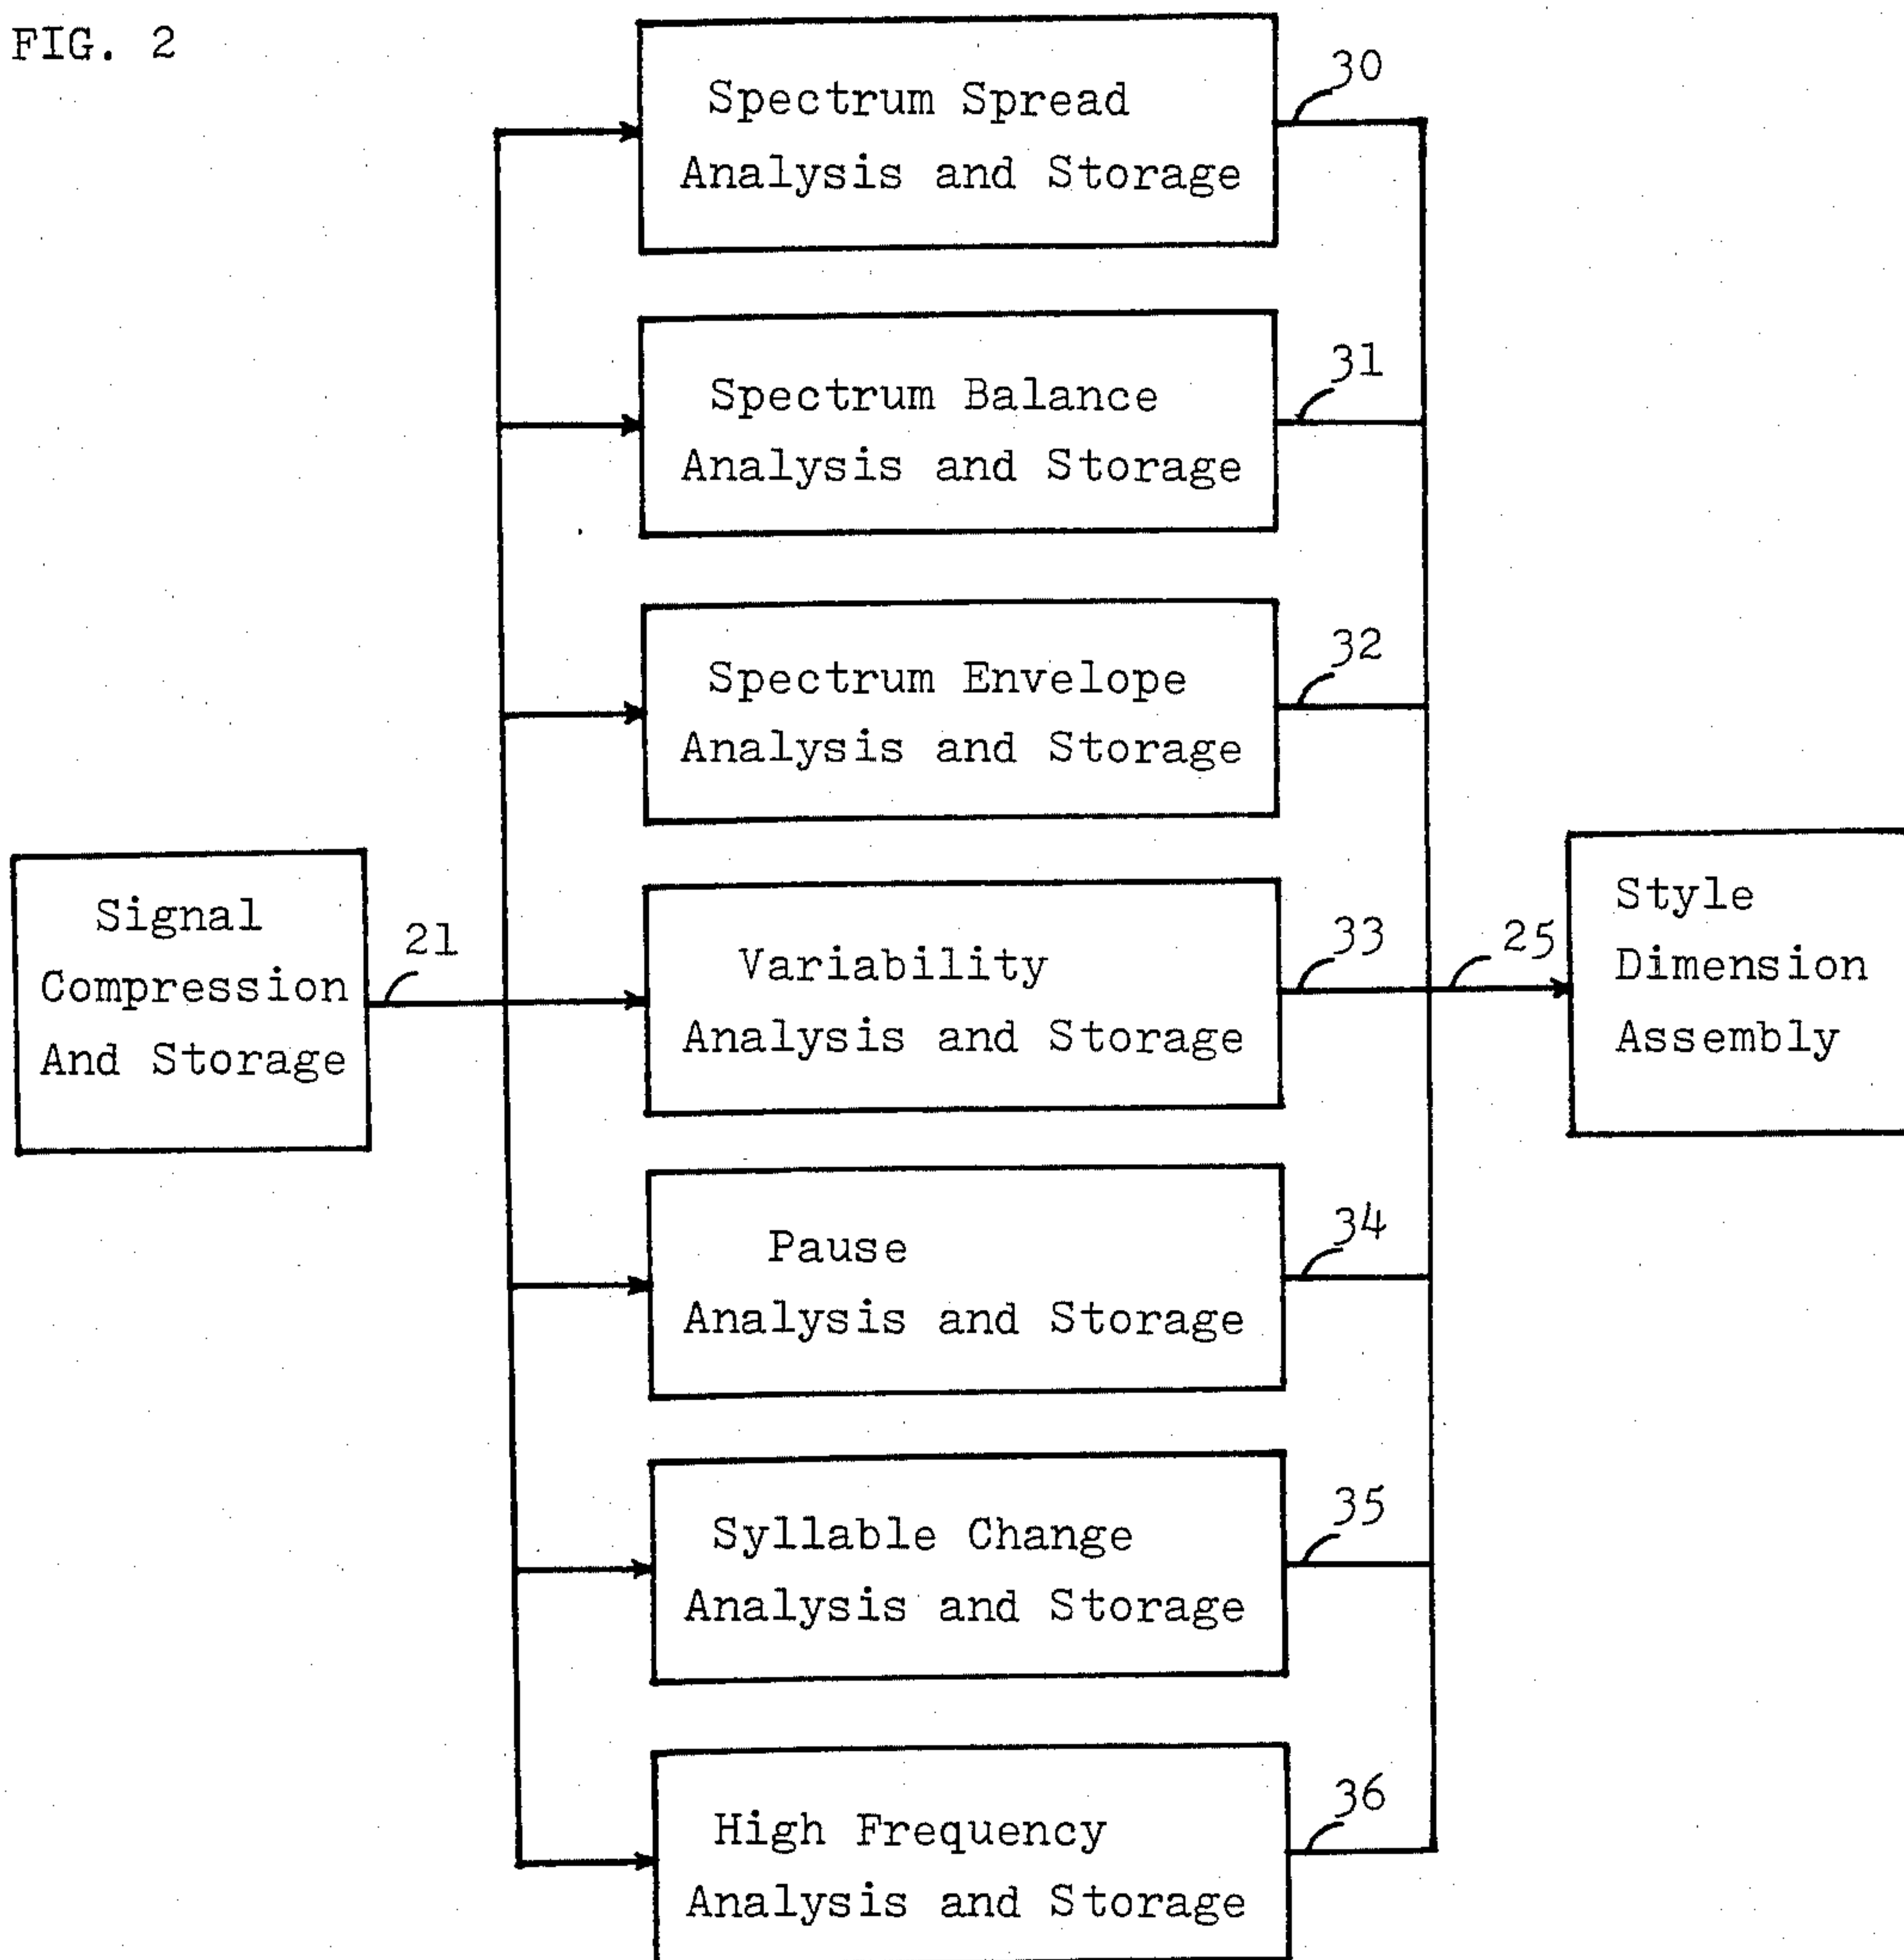 FIG. 2
Spectrum Spread
Analysis and Storage
30
Spectrum Balance
Analysis and Storage
31
Spectrum Envelope
Analysis and Storage
32
Signal
Compression
And Storage
21
Variability
Analysis and Storage
33
25
Style
Dimension
Assembly
Pause
Analysis and Storage
34
Syllable Change
Analysis and Storage
35
High Frequency
Analysis and Storage
36